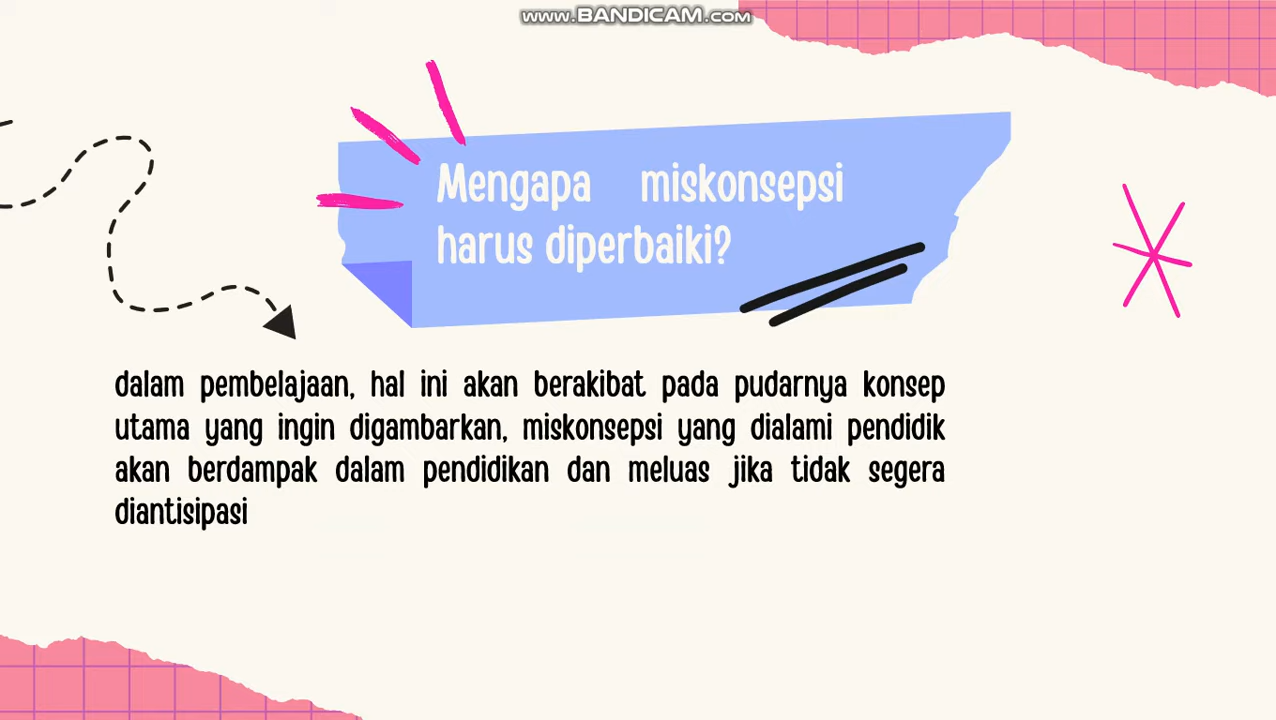 www.BANDICAM.com
Mengapa miskonsepsi
harus diperbaiki?
dalam pembelajaan, hal ini akan berakibat pada pudarnya konsep
utama yang ingin digambarkan, miskonsepsi yang dialami pendidik
akan berdampak dalam pendidikan dan meluas jika tidak segera
diantisipasi